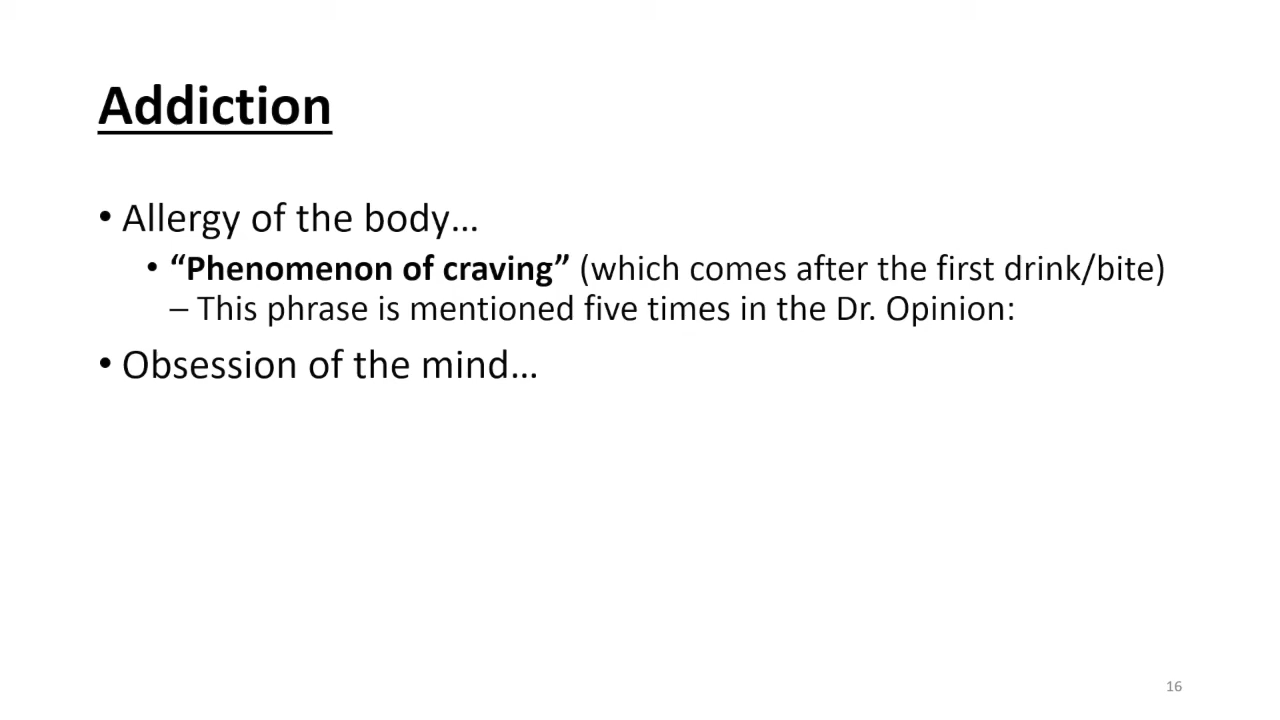 Addiction
• Allergy of the body…
• “Phenomenon of craving” (which comes after the first drink/bite)
– This phrase is mentioned five times in the Dr. Opinion:
• Obsession of the mind…
16